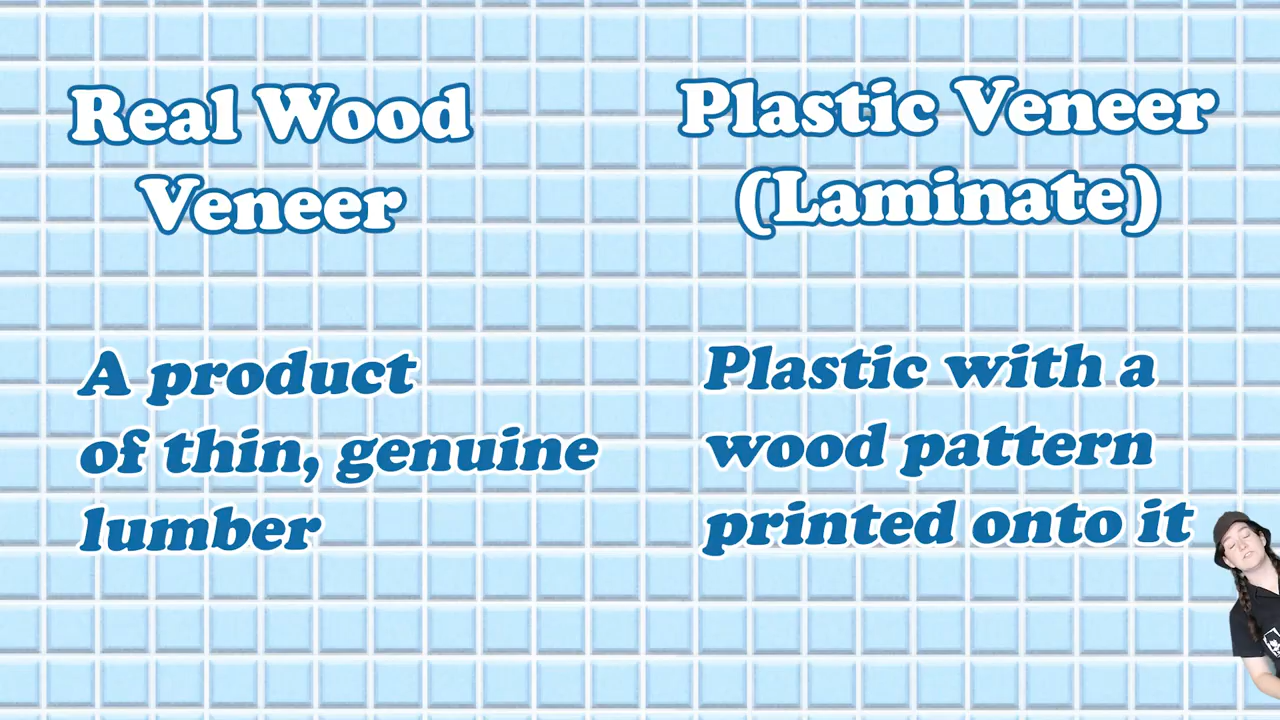 Real Wood
Veneer
A product
of thin, genuine
lumber
Plastic Veneer
(Laminate)
Plastic with a
wood pattern
printed onto it